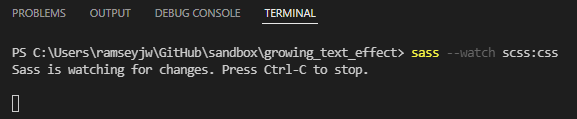 PROBLEMS OUTPUT DEBUG CONSOLE TERMINAL
PS C:\Users\ramseyjw\GitHub\sandbox\growing_text_effect> sass --watch scss:css
Sass is watching for changes. Press Ctrl-C to stop.